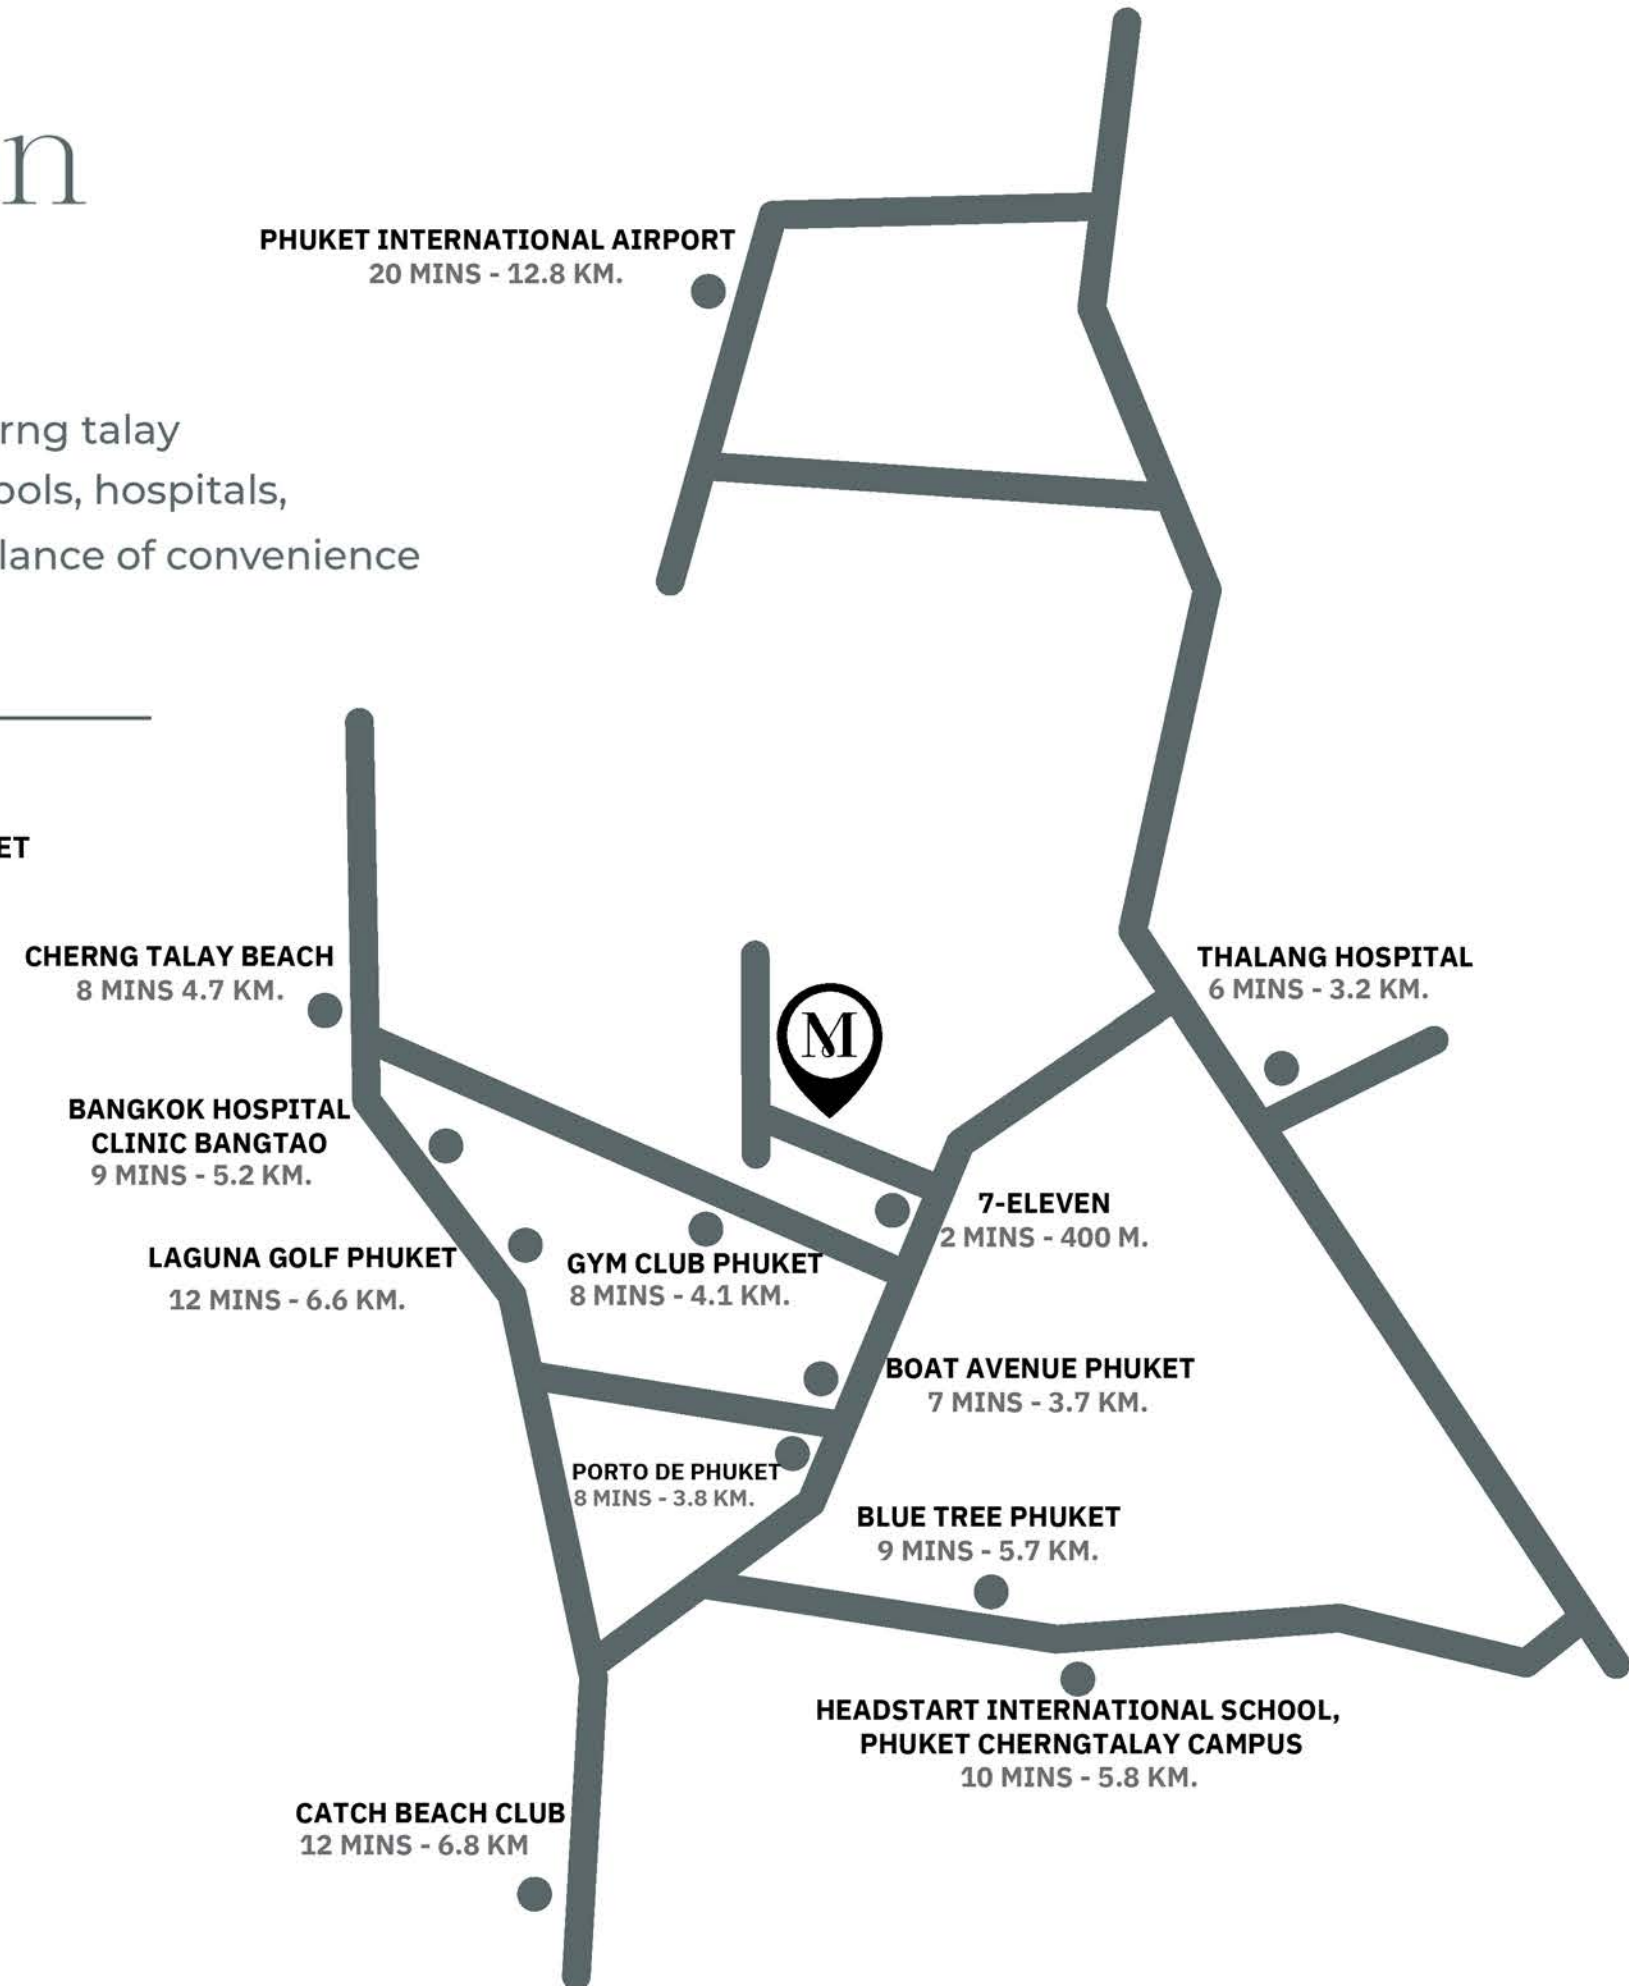 n
PHUKET INTERNATIONAL AIRPORT
20 MINS - 12.8 KM.
rng talay
ools, hospitals,
lance of convenience
ET
CHERNG TALAY BEACH
8 MINS 4.7 KM.
THALANG HOSPITAL
6 MINS - 3.2 KM.
M
BANGKOK HOSPITAL
CLINIC BANGTAO
9 MINS - 5.2 KM.
7-ELEVEN
2 MINS - 400 M.
LAGUNA GOLF PHUKET
12 MINS - 6.6 KM.
GYM CLUB PHUKET
8 MINS - 4.1 KM.
BOAT AVENUE PHUKET
7 MINS - 3.7 KM.
PORTO DE PHUKET
8 MINS - 3.8 KM.
BLUE TREE PHUKET
9 MINS - 5.7 KM.
HEADSTART INTERNATIONAL SCHOOL,
PHUKET CHERNGTALAY CAMPUS
10 MINS - 5.8 KM.
CATCH BEACH CLUB
12 MINS - 6.8 KM